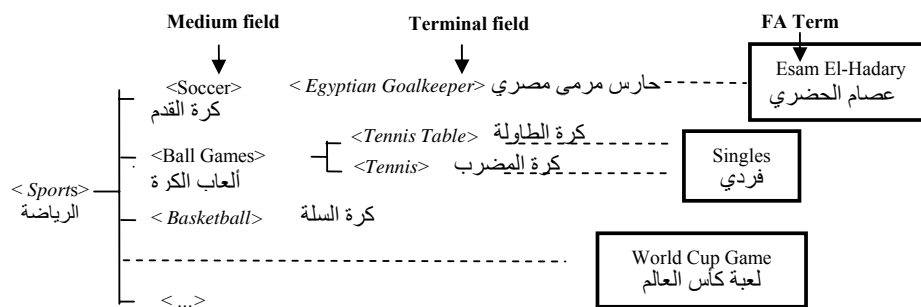 Medium field
Terminal field
FA Term
<Soccer>
كرة القدم
< Egyptian Goalkeeper> حارس مرمى مصري
Esam El-Hadary
عصام الحضري
<Ball Games>
ألعاب الكرة
<Tennis Table> كرة الطاولة
<Tennis> كرة المضرب
Singles
فردي
< Sports>
الرياضة
< Basketball> كرة السلة
World Cup Game
لعبة كأس العالم
< ...>